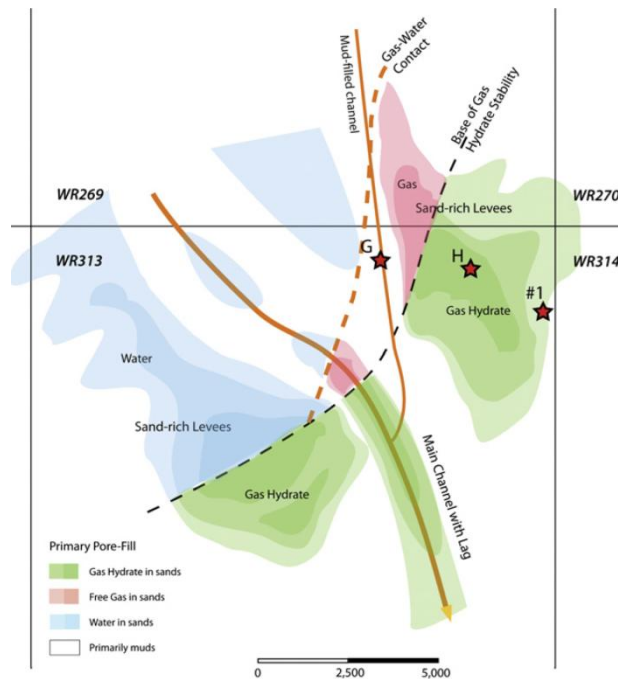 Mud-filled channel
Gas-Water
Contact
Base of Gas
Hydrate Stability
WR269
Gas
Sand-rich Levees
WR270
WR313
G
H
WR314
#1
Gas Hydrate
Water
Sand-rich Levees
Gas Hydrate
Main Channel with Lag
Primary Pore-Fill
Gas Hydrate in sands
Free Gas in sands
Water in sands
Primarily muds
0
2,500
5,000